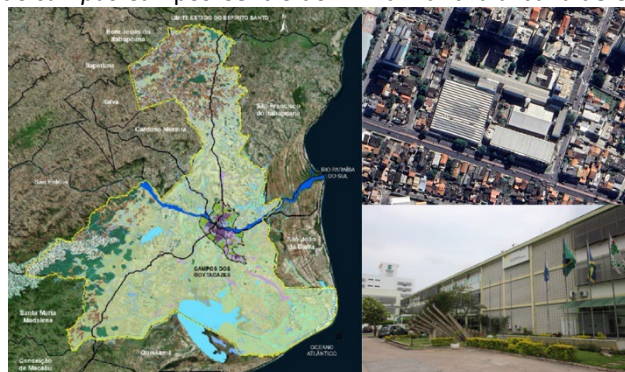 LIMITE ESTADO DO ESPÍRITO SANTO
Bom Jesus do
Itabapoana
Italva
São Francisco
do Itabapoana
Cardoso Moreira
São Fidélis
RIO PARAÍBA
DO SUL
São João
da Barra
CAMPOS DOS
GOYTACAZES
Santa Maria
Madalena
Quissamã
OCEANO
ATLÂNTICO
Conceição
de Macabu